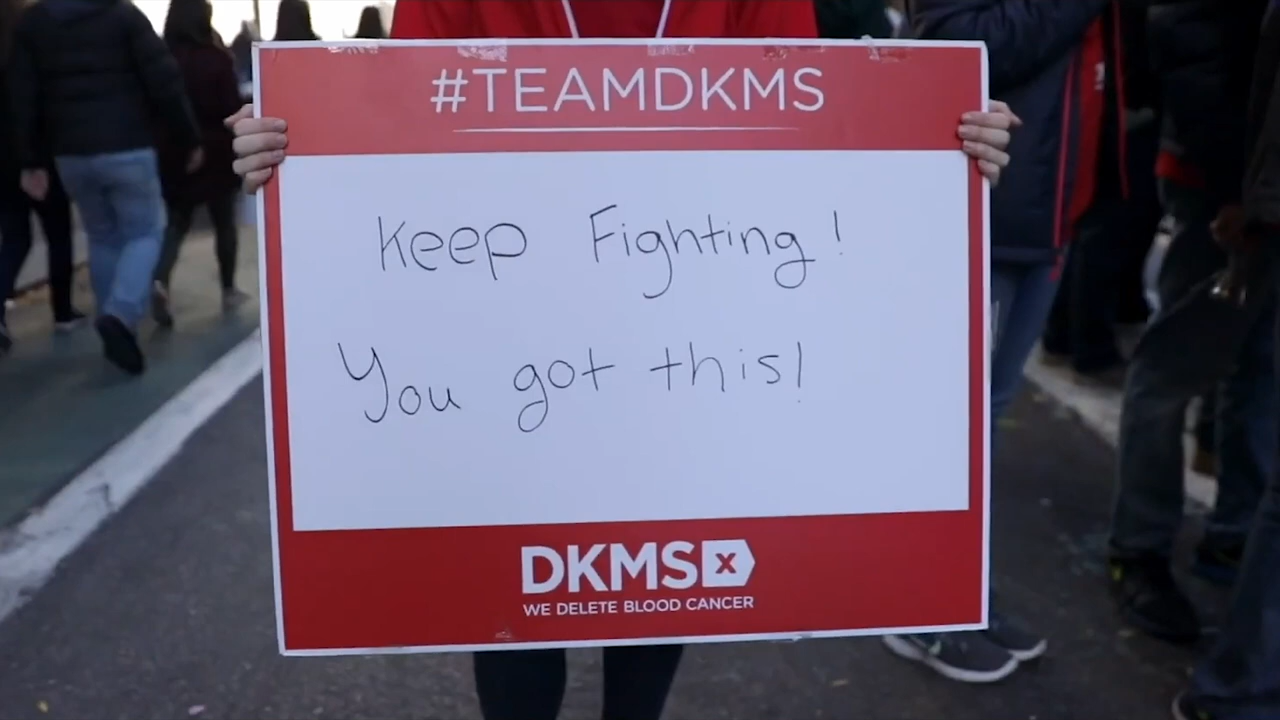 #TEAMDKMS
Keep Fighting!
You got this!
DKMS x
WE DELETE BLOOD CANCER